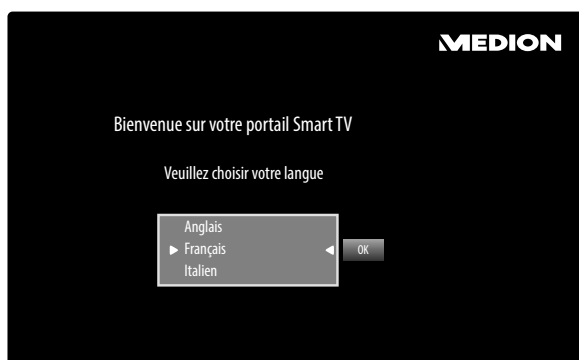 MEDION
Bienvenue sur votre portail Smart TV
Veuillez choisir votre langue
Anglais
Français
OK
Italien